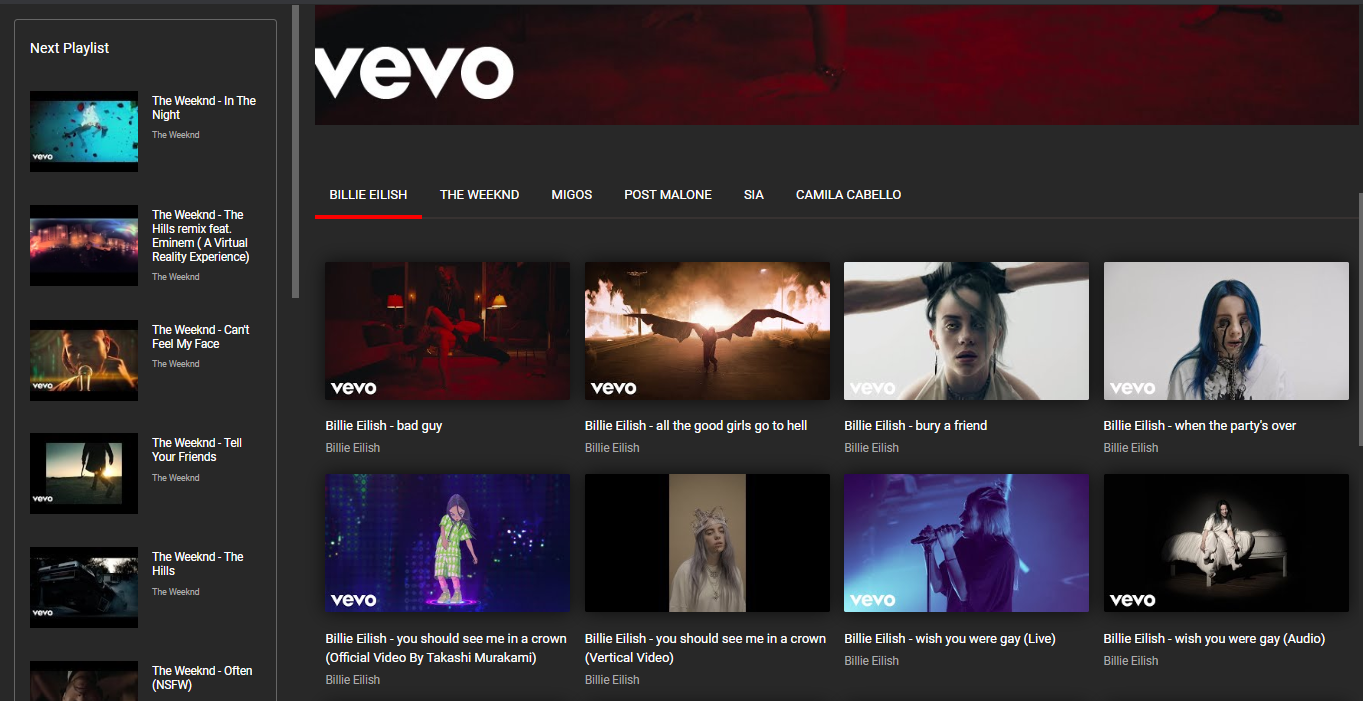 Next Playlist
The Weeknd - In The
Night
The Weeknd
vevo
The Weeknd - The
Hills remix feat.
Eminem ( A Virtual
Reality Experience)
The Weeknd
The Weeknd - Can't
Feel My Face
The Weeknd
vevo
The Weeknd - Tell
Your Friends
The Weeknd
vevo
The Weeknd - The
Hills
The Weeknd
vevo
The Weeknd - Often
(NSFW)
vevo
BILLIE EILISH THE WEEKND MIGOS POST MALONE SIA CAMILA CABELLO
vevo
Billie Eilish - bad guy
Billie Eilish
vevo
Billie Eilish - all the good girls go to hell
Billie Eilish
vevo
Billie Eilish - bury a friend
Billie Eilish
vevo
Billie Eilish - when the party's over
Billie Eilish
vevo
Billie Eilish - you should see me in a crown
(Official Video By Takashi Murakami)
Billie Eilish
Billie Eilish - you should see me in a crown
(Vertical Video)
Billie Eilish
vevo
Billie Eilish - wish you were gay (Live)
Billie Eilish
vevo
Billie Eilish - wish you were gay (Audio)
Billie Eilish